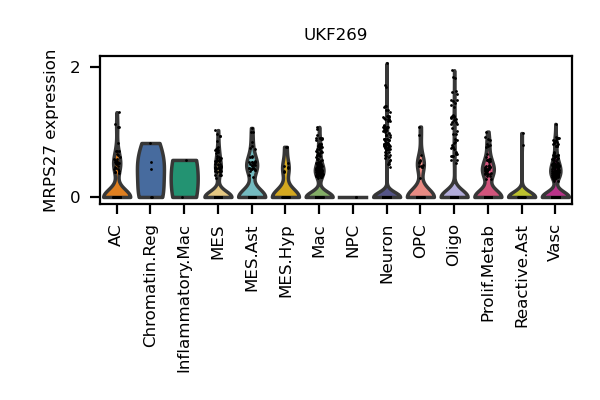 UKF269
MRPS27 expression
2
0
AC
Chromatin.Reg
Inflammatory.Mac
MES
MES.Ast
MES.Hyp
Mac
NPC
Neuron
OPC
Oligo
Prolif.Metab
Reactive.Ast
Vasc